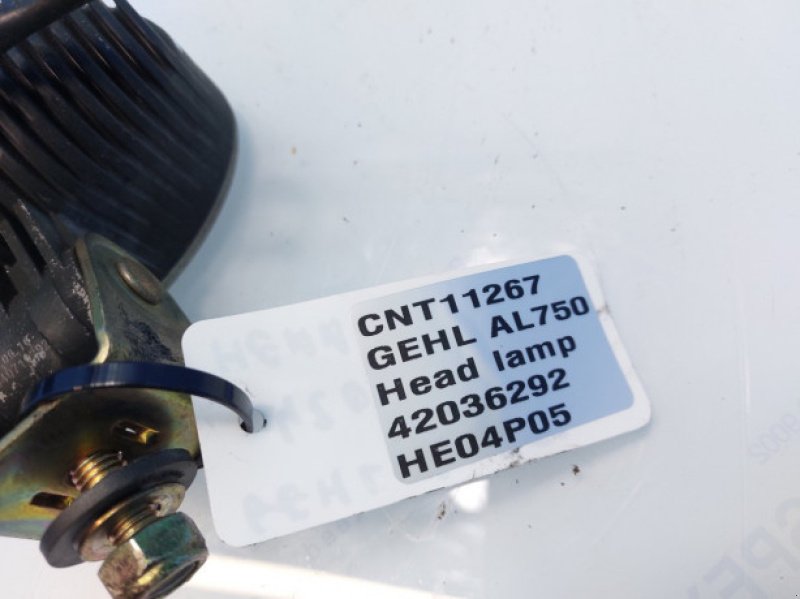 CNT11267
GEHL AL750
Head lamp
42036292
HE04P05